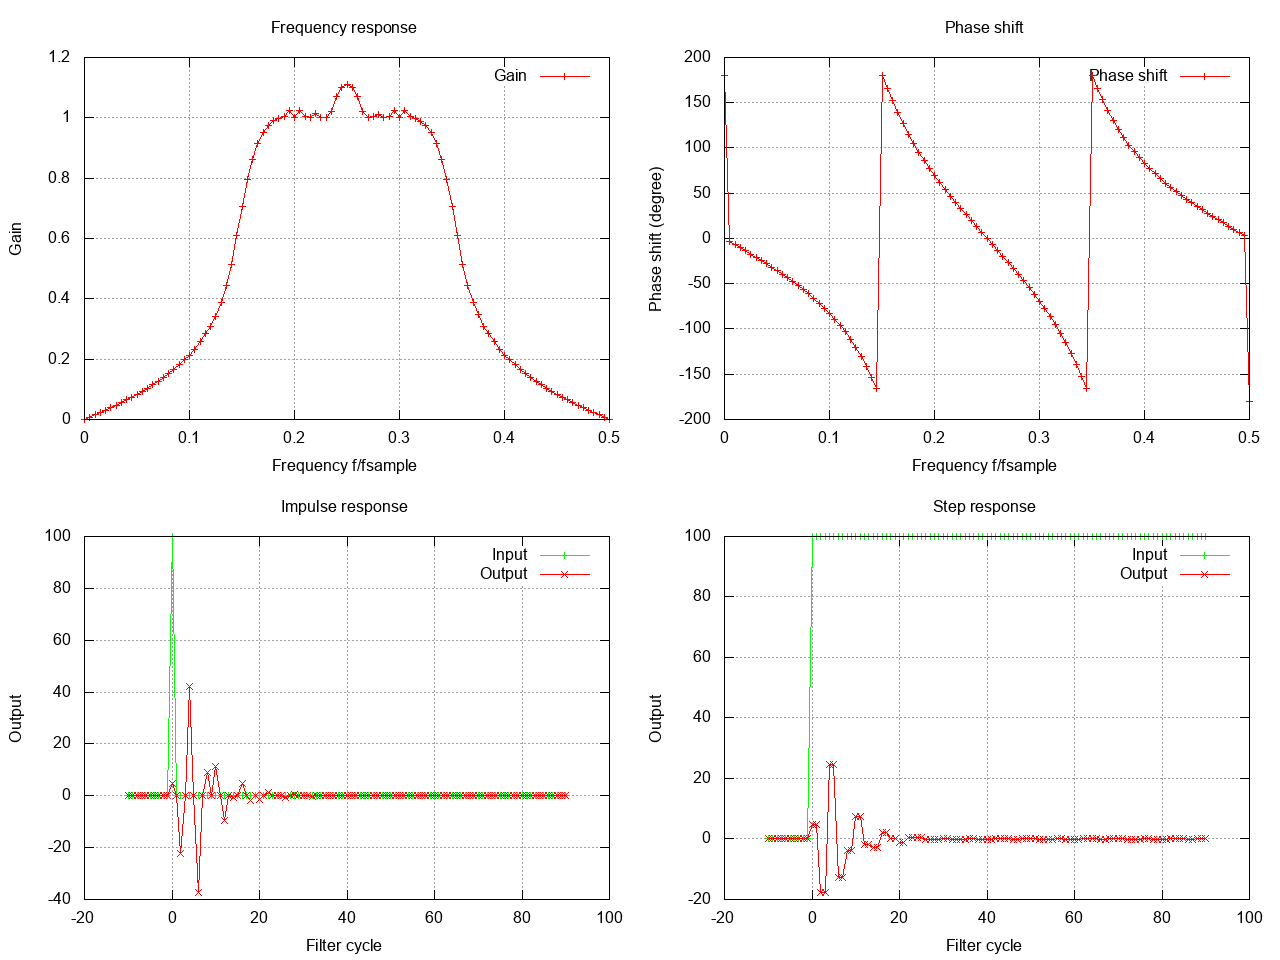 Frequency response
1.2
1
0.8
0.6
0.4
0.2
0
Gain
Gain
0 0.1 0.2 0.3 0.4 0.5
Frequency f/fsample
Phase shift
200
150
100
50
0
-50
-100
-150
-200
Phase shift (degree)
Phase shift
0 0.1 0.2 0.3 0.4 0.5
Frequency f/fsample
Impulse response
100
80
60
40
20
0
-20
-40
Output
Input
Output
-20 0 20 40 60 80 100
Filter cycle
Step response
100
80
60
40
20
0
-20
Output
Input
Output
-20 0 20 40 60 80 100
Filter cycle